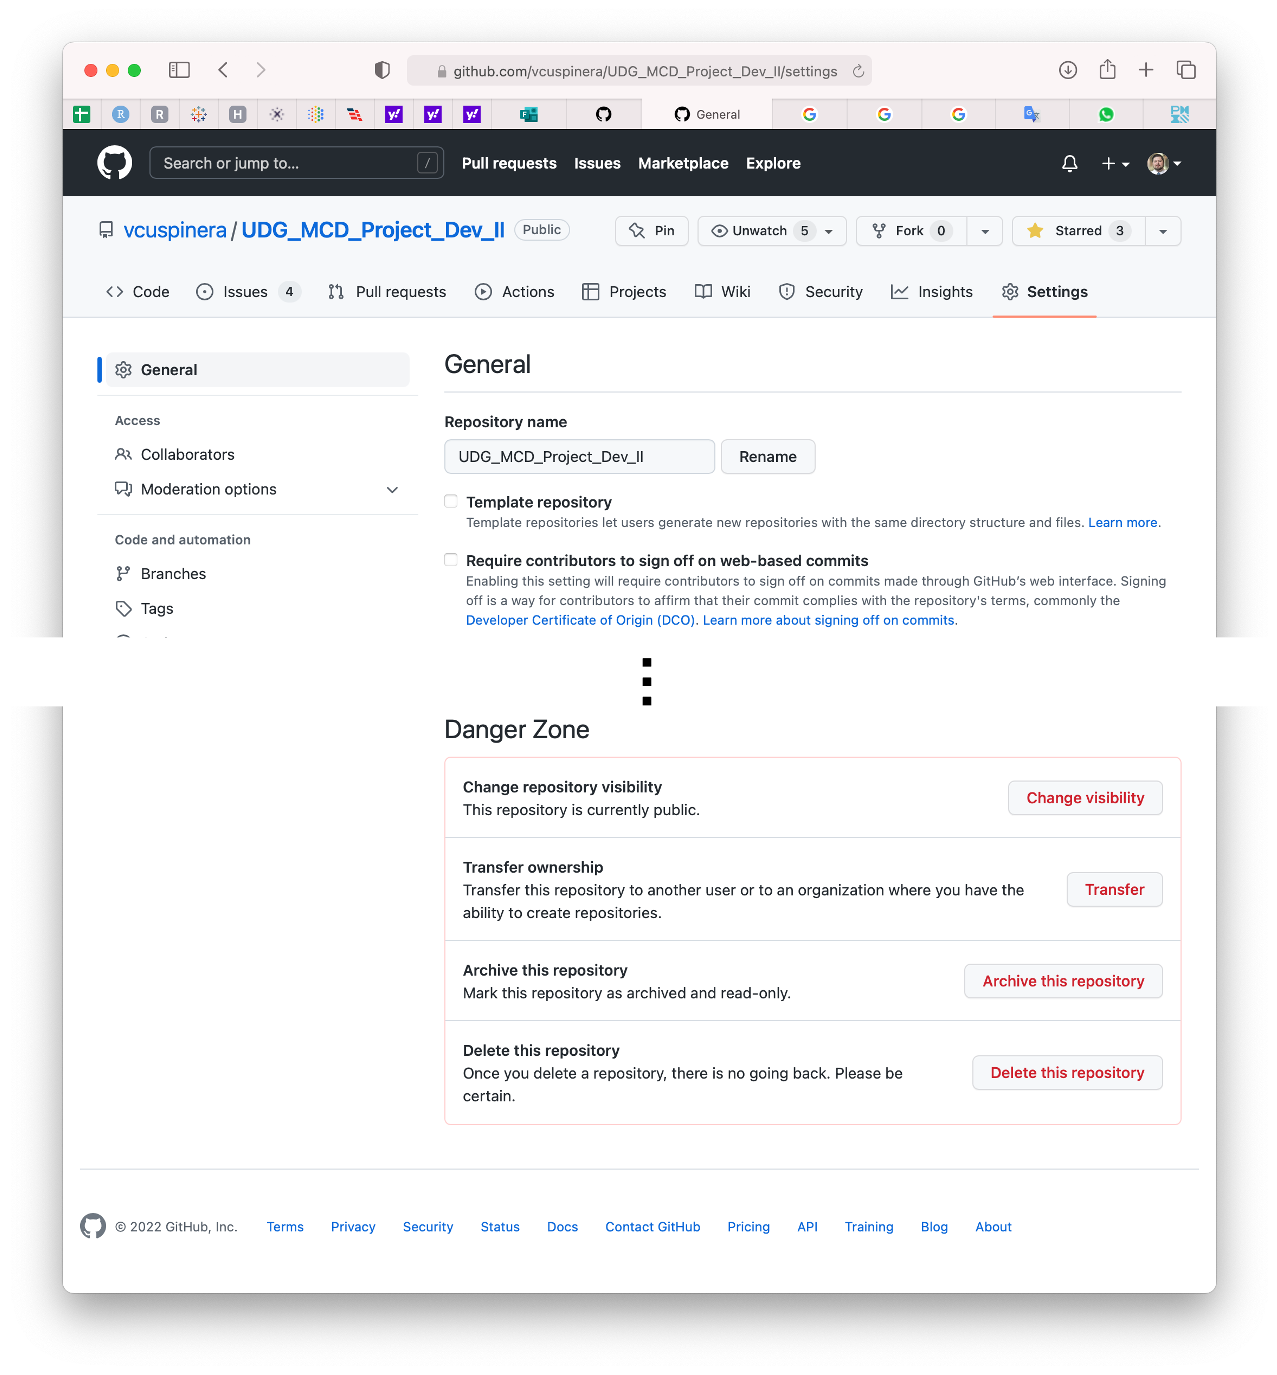 github.com/vcuspinera/UDG_MCD_Project_Dev_II/settings
R R H y! y! y! F General G G G G
Search or jump to... / Pull requests Issues Marketplace Explore
vcuspinera / UDG_MCD_Project_Dev_II Public Pin Unwatch 5 Fork 0 Starred 3
Code Issues 4 Pull requests Actions Projects Wiki Security Insights Settings
General
Access
Collaborators
Moderation options
Code and automation
Branches
Tags
General
Repository name
UDG_MCD_Project_Dev_II Rename
Template repository
Template repositories let users generate new repositories with the same directory structure and files. Learn more.
Require contributors to sign off on web-based commits
Enabling this setting will require contributors to sign off on commits made through GitHub's web interface. Signing
off is a way for contributors to affirm that their commit complies with the repository's terms, commonly the
Developer Certificate of Origin (DCO). Learn more about signing off on commits.
Danger Zone
Change repository visibility
This repository is currently public.
Change visibility
Transfer ownership
Transfer this repository to another user or to an organization where you have the
ability to create repositories.
Transfer
Archive this repository
Mark this repository as archived and read-only.
Archive this repository
Delete this repository
Once you delete a repository, there is no going back. Please be
certain.
Delete this repository
© 2022 GitHub, Inc. Terms Privacy Security Status Docs Contact GitHub Pricing API Training Blog About